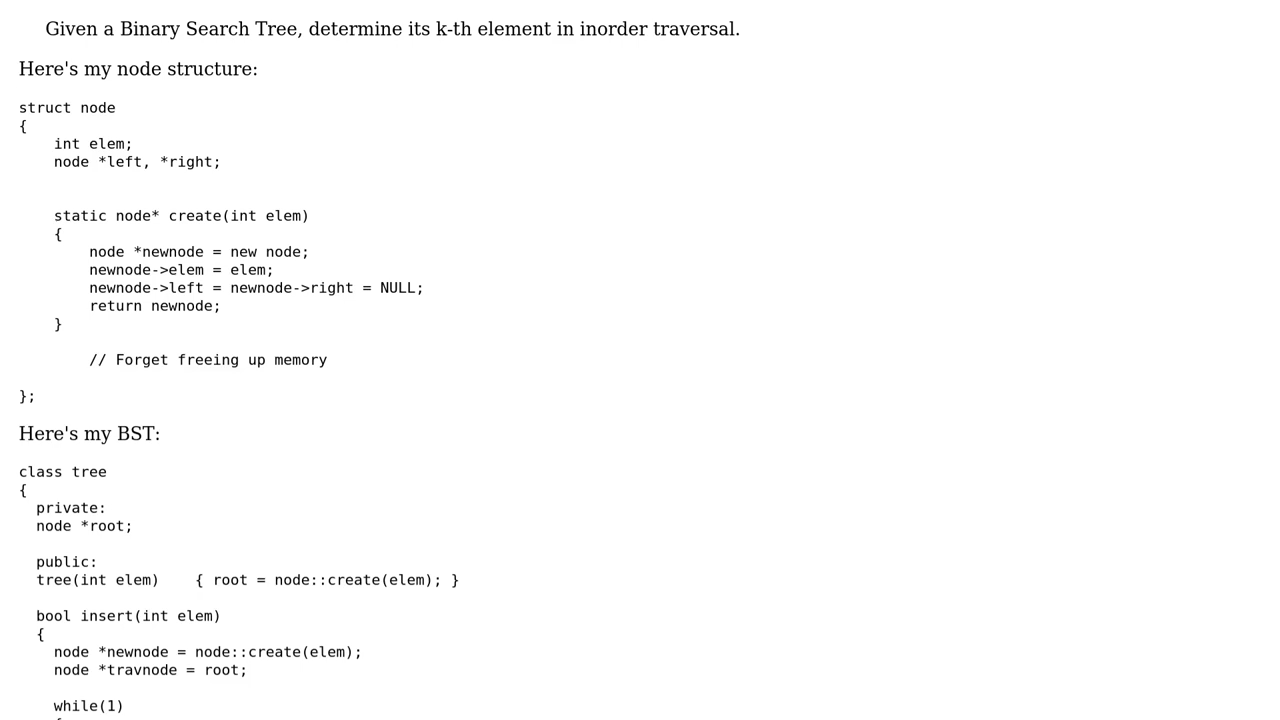 Given a Binary Search Tree, determine its k-th element in inorder traversal.
Here's my node structure:
struct node
{
    int elem;
    node *left, *right;
    static node* create(int elem)
    {
        node *newnode = new node;
        newnode->elem = elem;
        newnode->left = newnode->right = NULL;
        return newnode;
    }
        // Forget freeing up memory
};
Here's my BST:
class tree
{
  private:
  node *root;
  public:
  tree(int elem)    { root = node::create(elem); }
  bool insert(int elem)
  {
    node *newnode = node::create(elem);
    node *travnode = root;
    while(1)